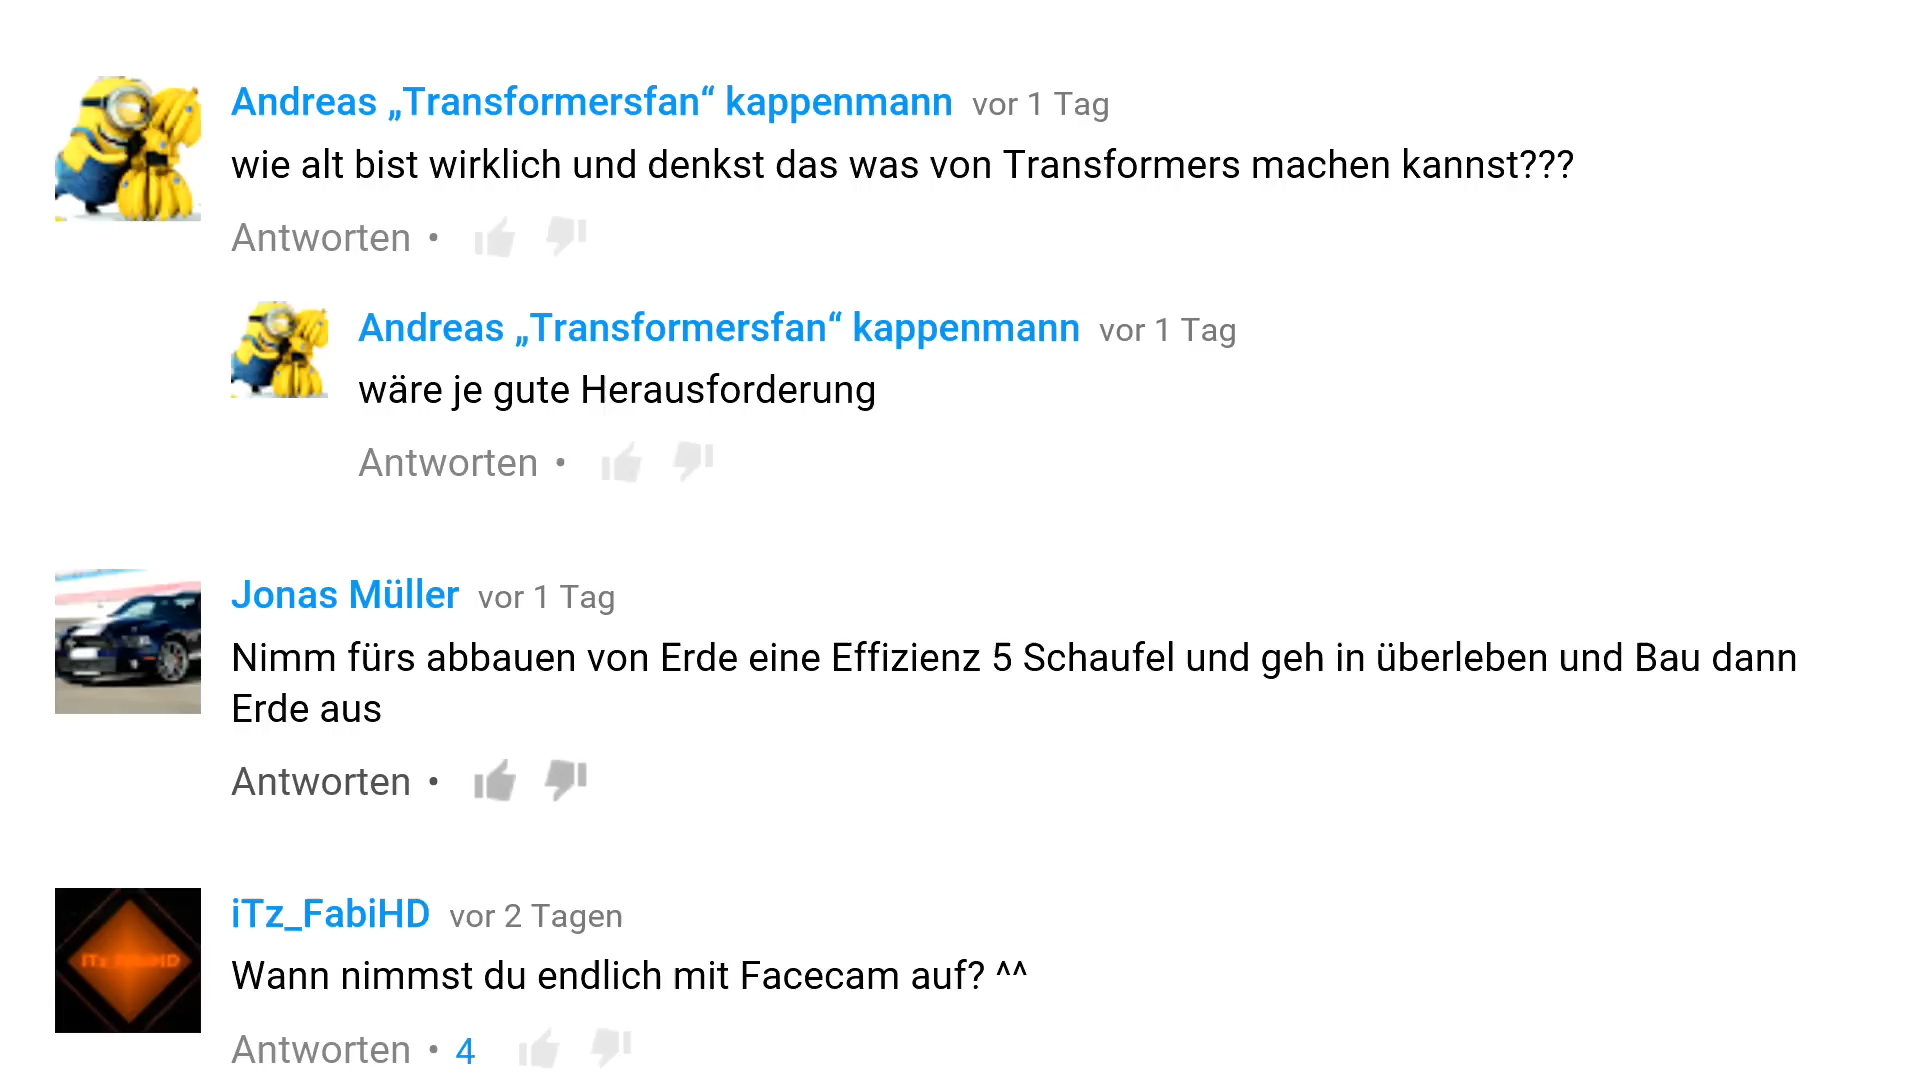 Andreas „Transformersfan“ kappenmann vor 1 Tag
wie alt bist wirklich und denkst das was von Transformers machen kannst???
Antworten •
Andreas „Transformersfan“ kappenmann vor 1 Tag
wäre je gute Herausforderung
Antworten •
Jonas Müller vor 1 Tag
Nimm fürs abbauen von Erde eine Effizienz 5 Schaufel und geh in überleben und Bau dann
Erde aus
Antworten •
iTz_FabiHD vor 2 Tagen
Wann nimmst du endlich mit Facecam auf? ^^
Antworten • 4